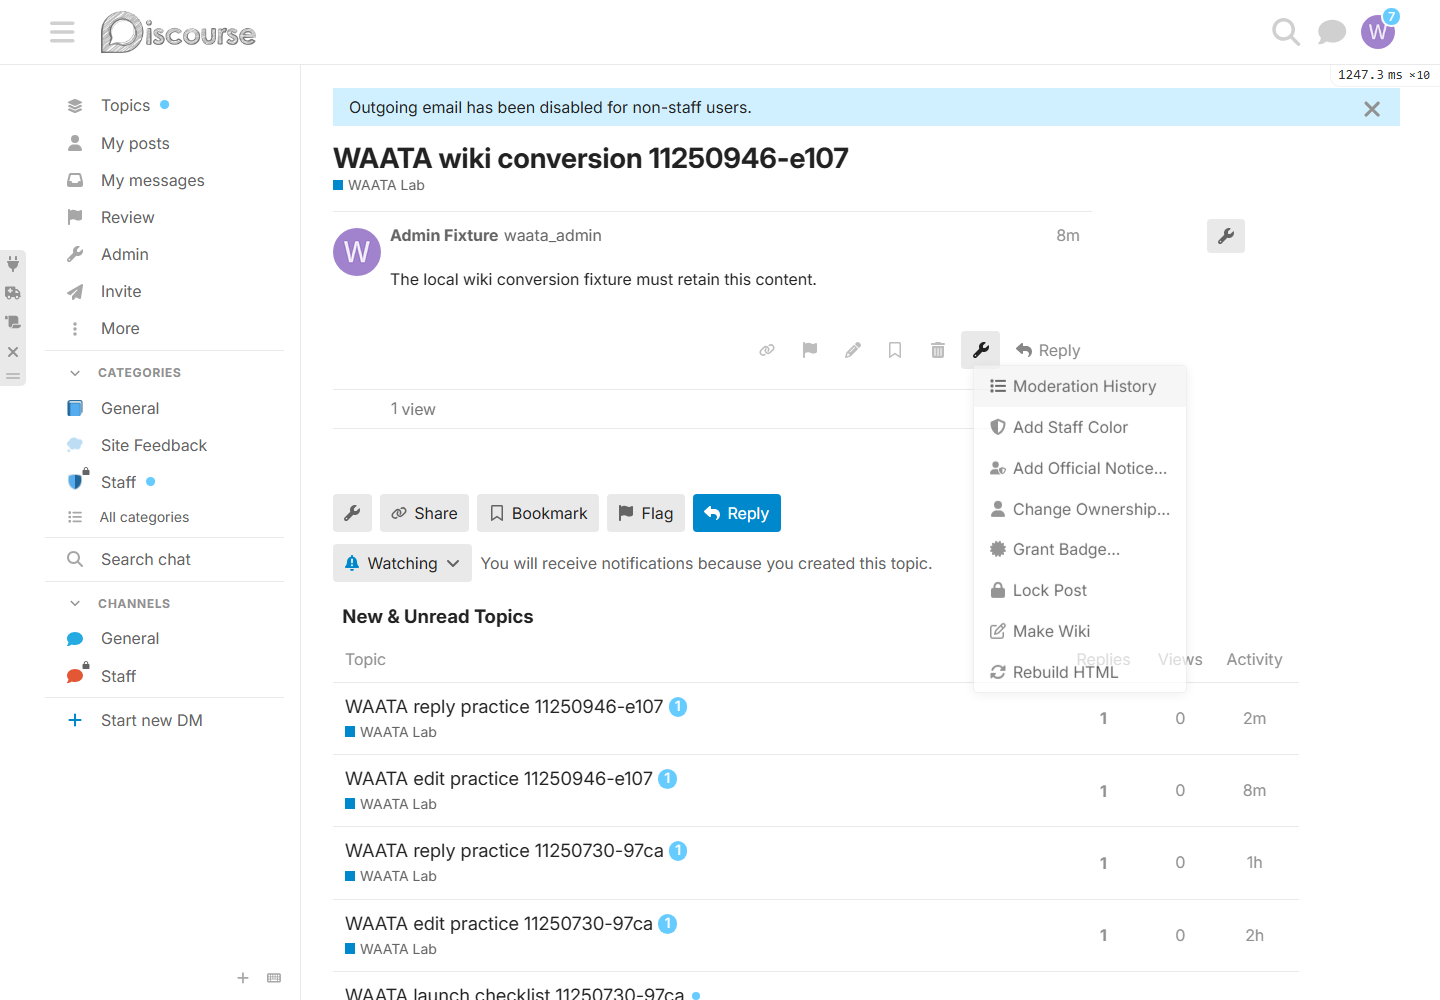 Discourse
W
7
1247.3 ms ×10
Topics
My posts
My messages
Review
Admin
Invite
More
CATEGORIES
General
Site Feedback
Staff
All categories
Search chat
CHANNELS
General
Staff
Start new DM
Outgoing email has been disabled for non-staff users.
WAATA wiki conversion 11250946-e107
WAATA Lab
W
Admin Fixture waata_admin 8m
The local wiki conversion fixture must retain this content.
Reply
1 view
Moderation History
Add Staff Color
Add Official Notice...
Change Ownership...
Grant Badge...
Lock Post
Make Wiki
Rebuild HTML
Share Bookmark Flag Reply
Watching You will receive notifications because you created this topic.
New & Unread Topics
Topic Replies Views Activity
WAATA reply practice 11250946-e107 1
WAATA Lab
1 0 2m
WAATA edit practice 11250946-e107 1
WAATA Lab
1 0 8m
WAATA reply practice 11250730-97ca 1
WAATA Lab
1 0 1h
WAATA edit practice 11250730-97ca 1
WAATA Lab
1 0 2h
WAATA launch checklist 11250730-97ca